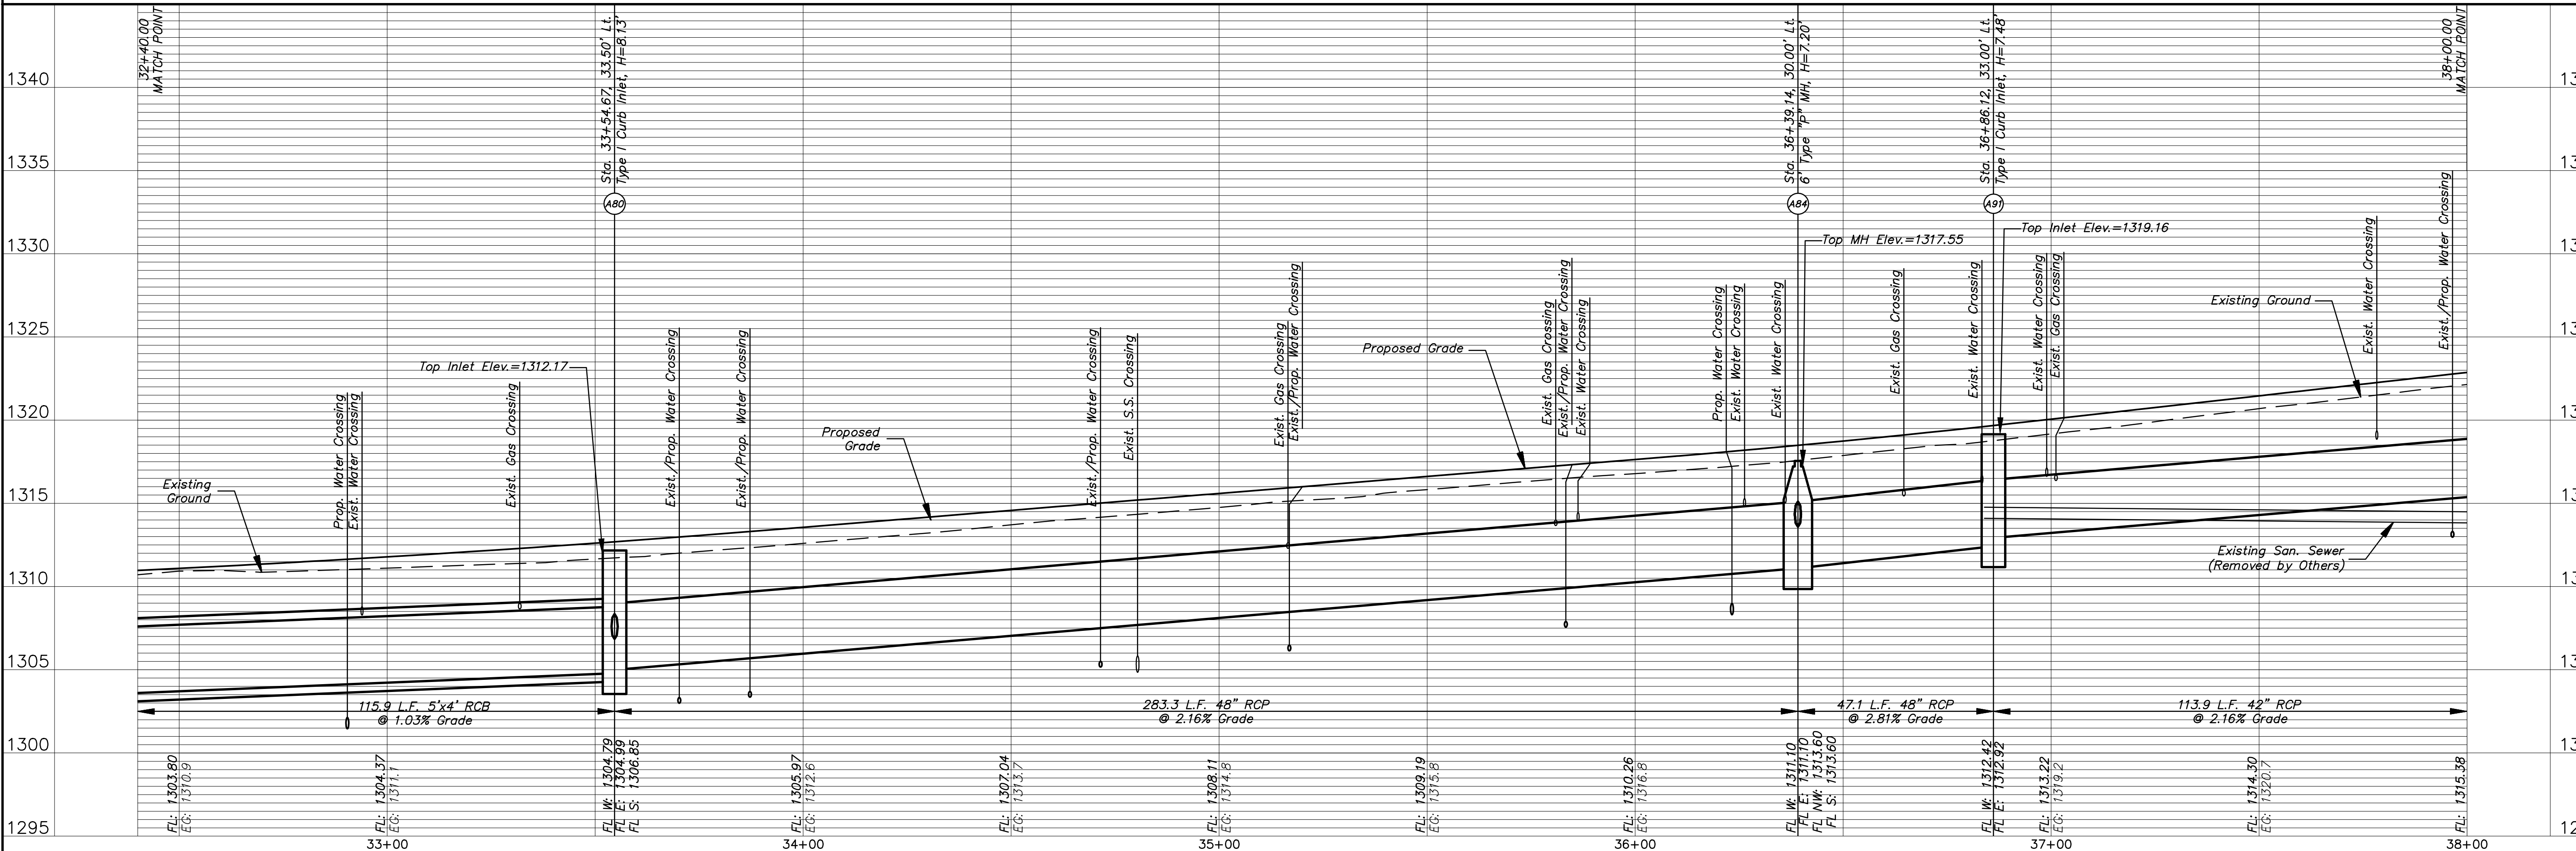 32+40.00
MATCH POINT
Sta. 33+54.67, 33.50' Lt.
Type I Curb Inlet, H=8.13'
Sta. 36+39.14, 30.00' Lt.
6' Type "P" MH, H=7.20'
Sta. 36+86.12, 33.00' Lt.
Type I Curb Inlet, H=7.48'
38+00.00
MATCH POINT
1340
1335
1330
1325
1320
1315
1310
1305
1300
1295
A80
A84
A91
Top MH Elev.=1317.55
Top Inlet Elev.=1319.16
Existing Ground
Proposed Grade
Top Inlet Elev.=1312.17
Proposed
Grade
Existing
Ground
Existing San. Sewer
(Removed by Others)
Prop. Water Crossing
Exist. Water Crossing
Exist. Gas Crossing
Exist./Prop. Water Crossing
Exist./Prop. Water Crossing
Exist./Prop. Water Crossing
Exist. S.S. Crossing
Exist. Gas Crossing
Exist./Prop. Water Crossing
Exist. Gas Crossing
Exist./Prop. Water Crossing
Exist. Water Crossing
Prop. Water Crossing
Exist. Water Crossing
Exist. Water Crossing
Exist. Gas Crossing
Exist. Water Crossing
Exist. Water Crossing
Exist. Gas Crossing
Exist. Water Crossing
Exist./Prop. Water Crossing
115.9 L.F. 5'x4' RCB
@ 1.03% Grade
283.3 L.F. 48" RCP
@ 2.16% Grade
47.1 L.F. 48" RCP
@ 2.81% Grade
113.9 L.F. 42" RCP
@ 2.16% Grade
FL: 1303.80
EG: 1310.9
FL: 1304.37
EG: 1311.1
FL W: 1304.79
FL E: 1304.99
FL S: 1306.85
FL: 1305.97
EG: 1312.6
FL: 1307.04
EG: 1313.7
FL: 1308.11
EG: 1314.8
FL: 1309.19
EG: 1315.8
FL: 1310.26
EG: 1316.8
FL W: 1311.10
FL E: 1311.10
FL NW: 1313.60
FL S: 1313.60
FL W: 1312.42
FL E: 1312.92
FL: 1313.22
EG: 1319.2
FL: 1314.30
EG: 1320.7
FL: 1315.38
33+00
34+00
35+00
36+00
37+00
38+00